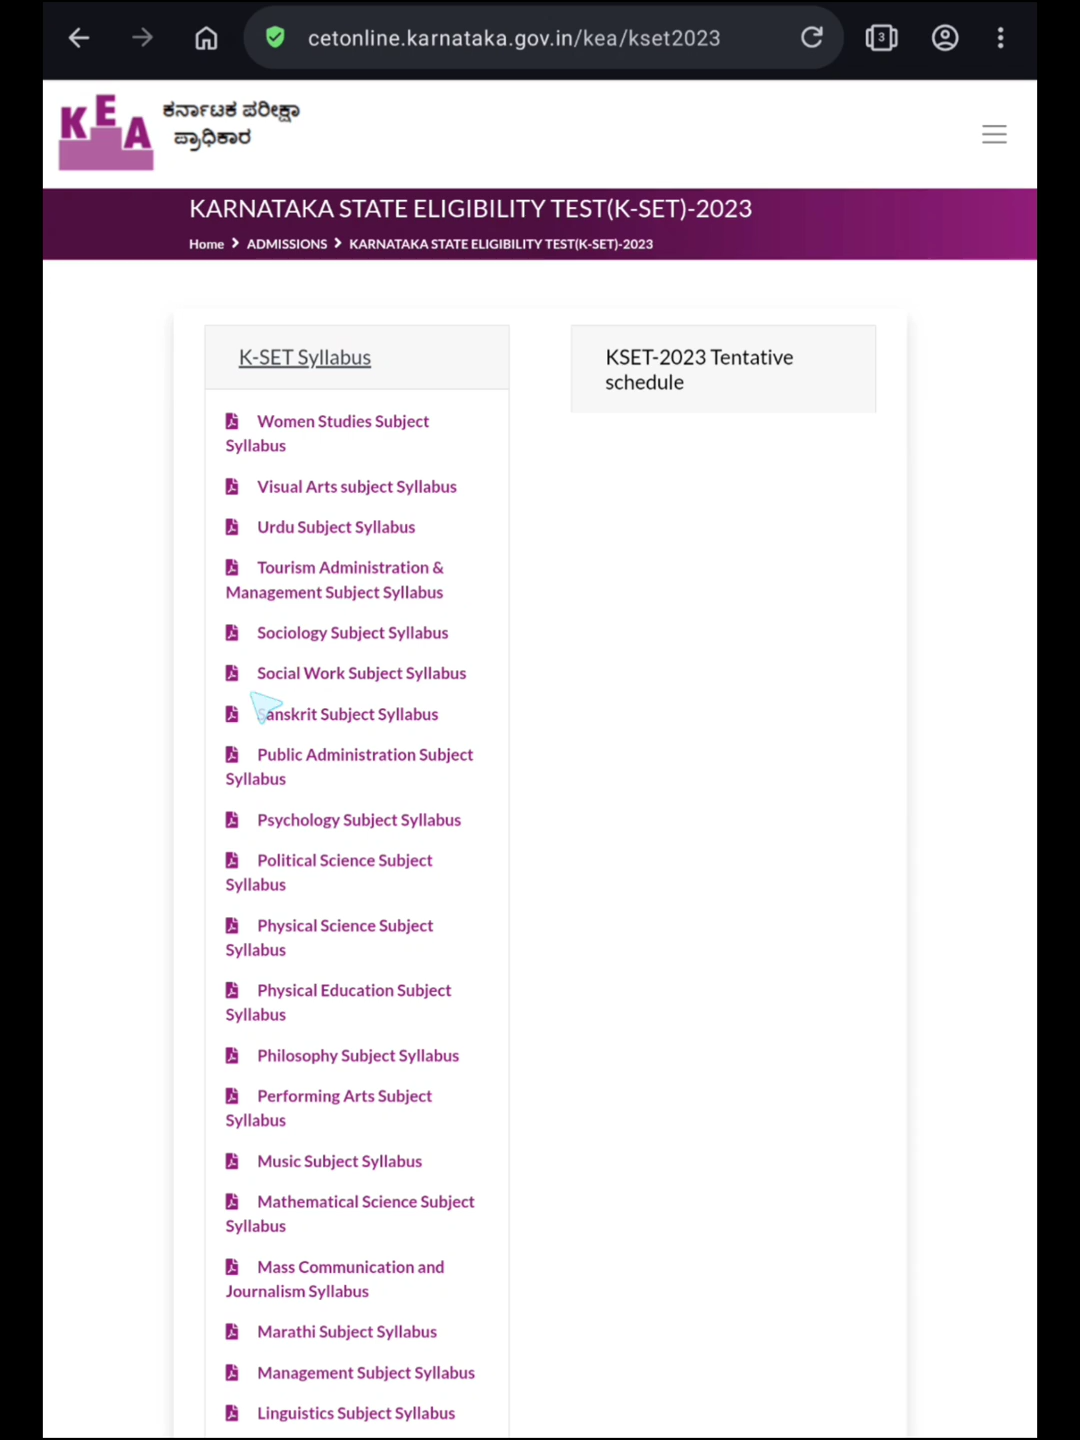 cetonline.karnataka.gov.in/kea/kset2023
3
KEA
ಕರ್ನಾಟಕ ಪರೀಕ್ಷಾ
ಪ್ರಾಧಿಕಾರ
KARNATAKA STATE ELIGIBILITY TEST(K-SET)-2023
Home > ADMISSIONS > KARNATAKA STATE ELIGIBILITY TEST(K-SET)-2023
K-SET Syllabus
Women Studies Subject
Syllabus
Visual Arts subject Syllabus
Urdu Subject Syllabus
Tourism Administration &
Management Subject Syllabus
Sociology Subject Syllabus
Social Work Subject Syllabus
Sanskrit Subject Syllabus
Public Administration Subject
Syllabus
Psychology Subject Syllabus
Political Science Subject
Syllabus
Physical Science Subject
Syllabus
Physical Education Subject
Syllabus
Philosophy Subject Syllabus
Performing Arts Subject
Syllabus
Music Subject Syllabus
Mathematical Science Subject
Syllabus
Mass Communication and
Journalism Syllabus
Marathi Subject Syllabus
Management Subject Syllabus
Linguistics Subject Syllabus
KSET-2023 Tentative
schedule